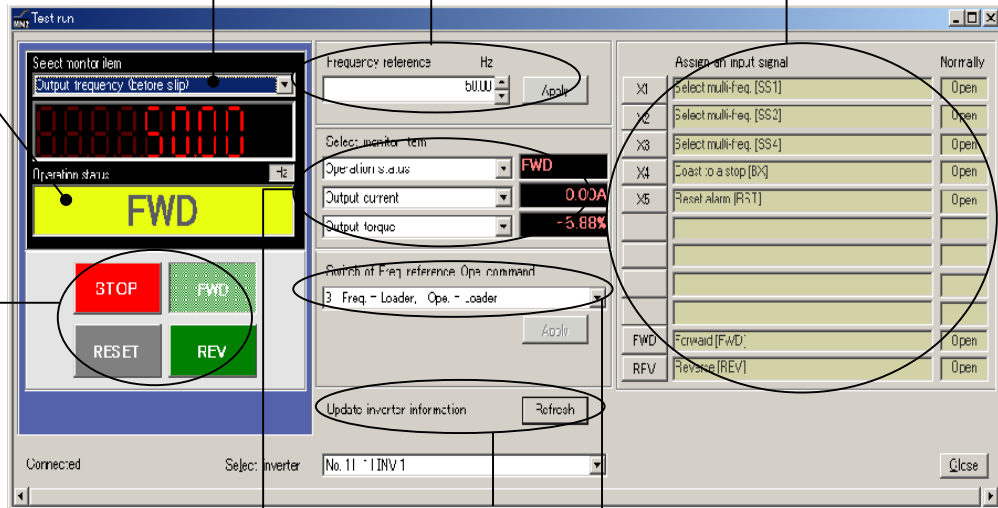 Test run
Select monitor item
Output frequency (before slip)
50.00
Operation status
Hz
FWD
STOP
FWD
RESET
REV
Frequency reference Hz
50.00
Apply
Select monitor item
Operation status FWD
Output current 0.00A
Output torque -5.88%
Switch of Freq. reference Ope. command
3 Freq. = Loader, Ope. = Loader
Apply
Update inverter information Refresh
Assign an input signal Normally
X1 Select multi-freq. [SS1] Open
X2 Select multi-freq. [SS2] Open
X3 Select multi-freq. [SS4] Open
X4 Coast to a stop [BX] Open
X5 Reset alarm [RST] Open
FWD Forward [FWD] Open
REV Reverse [REV] Open
Connected
Select inverter
INV 1
Close